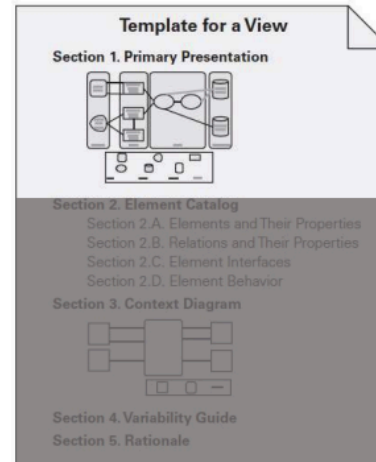 Template for a View
Section 1. Primary Presentation
Section 2. Element Catalog
Section 2.A. Elements and Their Properties
Section 2.B. Relations and Their Properties
Section 2.C. Element Interfaces
Section 2.D. Element Behavior
Section 3. Context Diagram
Section 4. Variability Guide
Section 5. Rationale